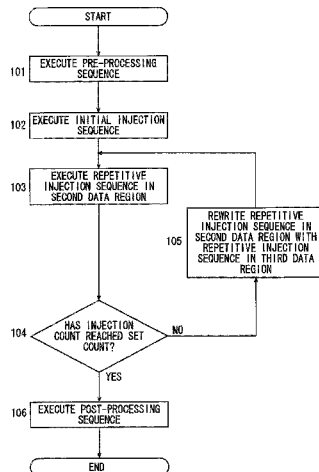 START
101
EXECUTE PRE-PROCESSING
SEQUENCE
102
EXECUTE INITIAL INJECTION
SEQUENCE
103
EXECUTE REPETITIVE
INJECTION SEQUENCE IN
SECOND DATA REGION
105
REWRITE REPETITIVE
INJECTION SEQUENCE IN
SECOND DATA REGION WITH
REPETITIVE INJECTION
SEQUENCE IN THIRD DATA
REGION
104
HAS INJECTION
COUNT REACHED SET
COUNT?
NO
YES
106
EXECUTE POST-PROCESSING
SEQUENCE
END